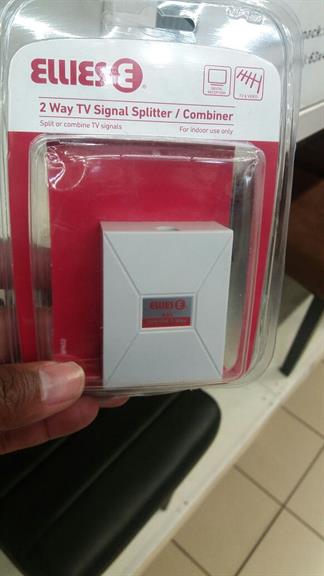 ELLIES E
DIGITAL RECEPTION
TV & VIDEO
2 Way TV Signal Splitter / Combiner
Split or combine TV signals
For indoor use only
ELLIES E